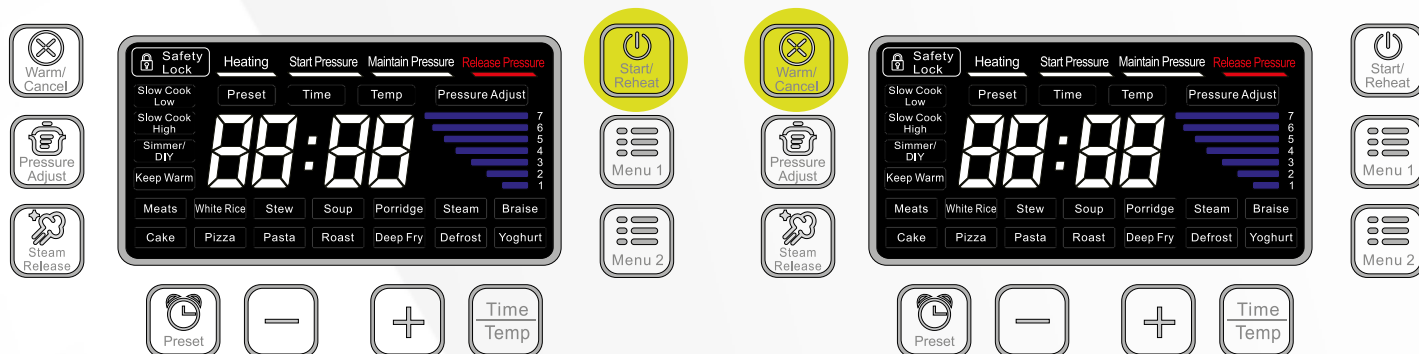 Warm/
Cancel
Pressure
Adjust
Steam
Release
Safety
Lock
Heating
Start Pressure
Maintain Pressure
Release Pressure
Slow Cook
Low
Preset
Time
Temp
Pressure Adjust
Slow Cook
High
Simmer/
DIY
Keep Warm
88:88
7
6
5
4
3
2
1
Meats
White Rice
Stew
Soup
Porridge
Steam
Braise
Cake
Pizza
Pasta
Roast
Deep Fry
Defrost
Yoghurt
Start/
Reheat
Menu 1
Menu 2
Preset
Time
Temp
Warm/
Cancel
Pressure
Adjust
Steam
Release
Safety
Lock
Heating
Start Pressure
Maintain Pressure
Release Pressure
Slow Cook
Low
Preset
Time
Temp
Pressure Adjust
Slow Cook
High
Simmer/
DIY
Keep Warm
88:88
7
6
5
4
3
2
1
Meats
White Rice
Stew
Soup
Porridge
Steam
Braise
Cake
Pizza
Pasta
Roast
Deep Fry
Defrost
Yoghurt
Start/
Reheat
Menu 1
Menu 2
Preset
Time
Temp